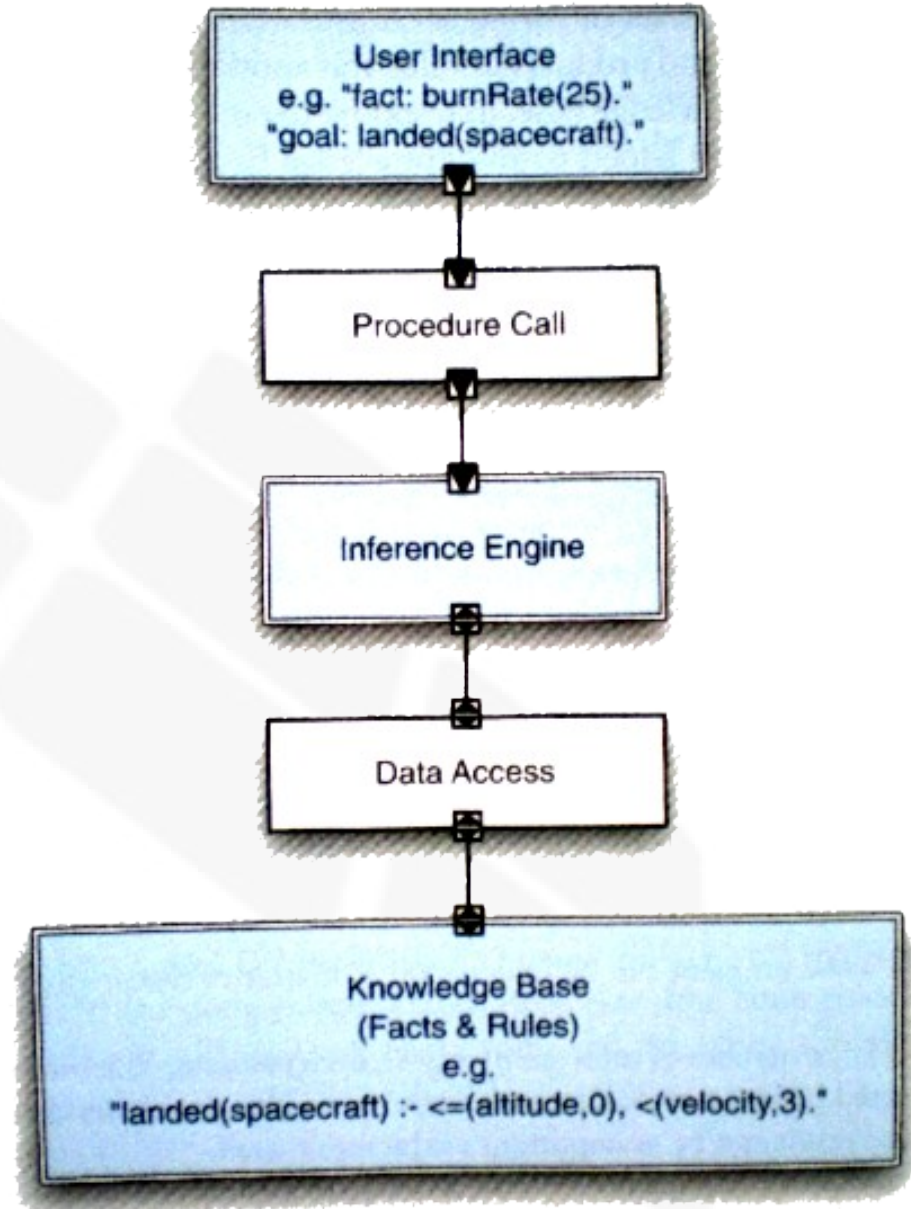 User Interface
e.g. "fact: burnRate(25)."
"goal: landed(spacecraft)."
Procedure Call
Inference Engine
Data Access
Knowledge Base
(Facts & Rules)
e.g.
"landed(spacecraft) :- <=(altitude,0), <(velocity,3)."